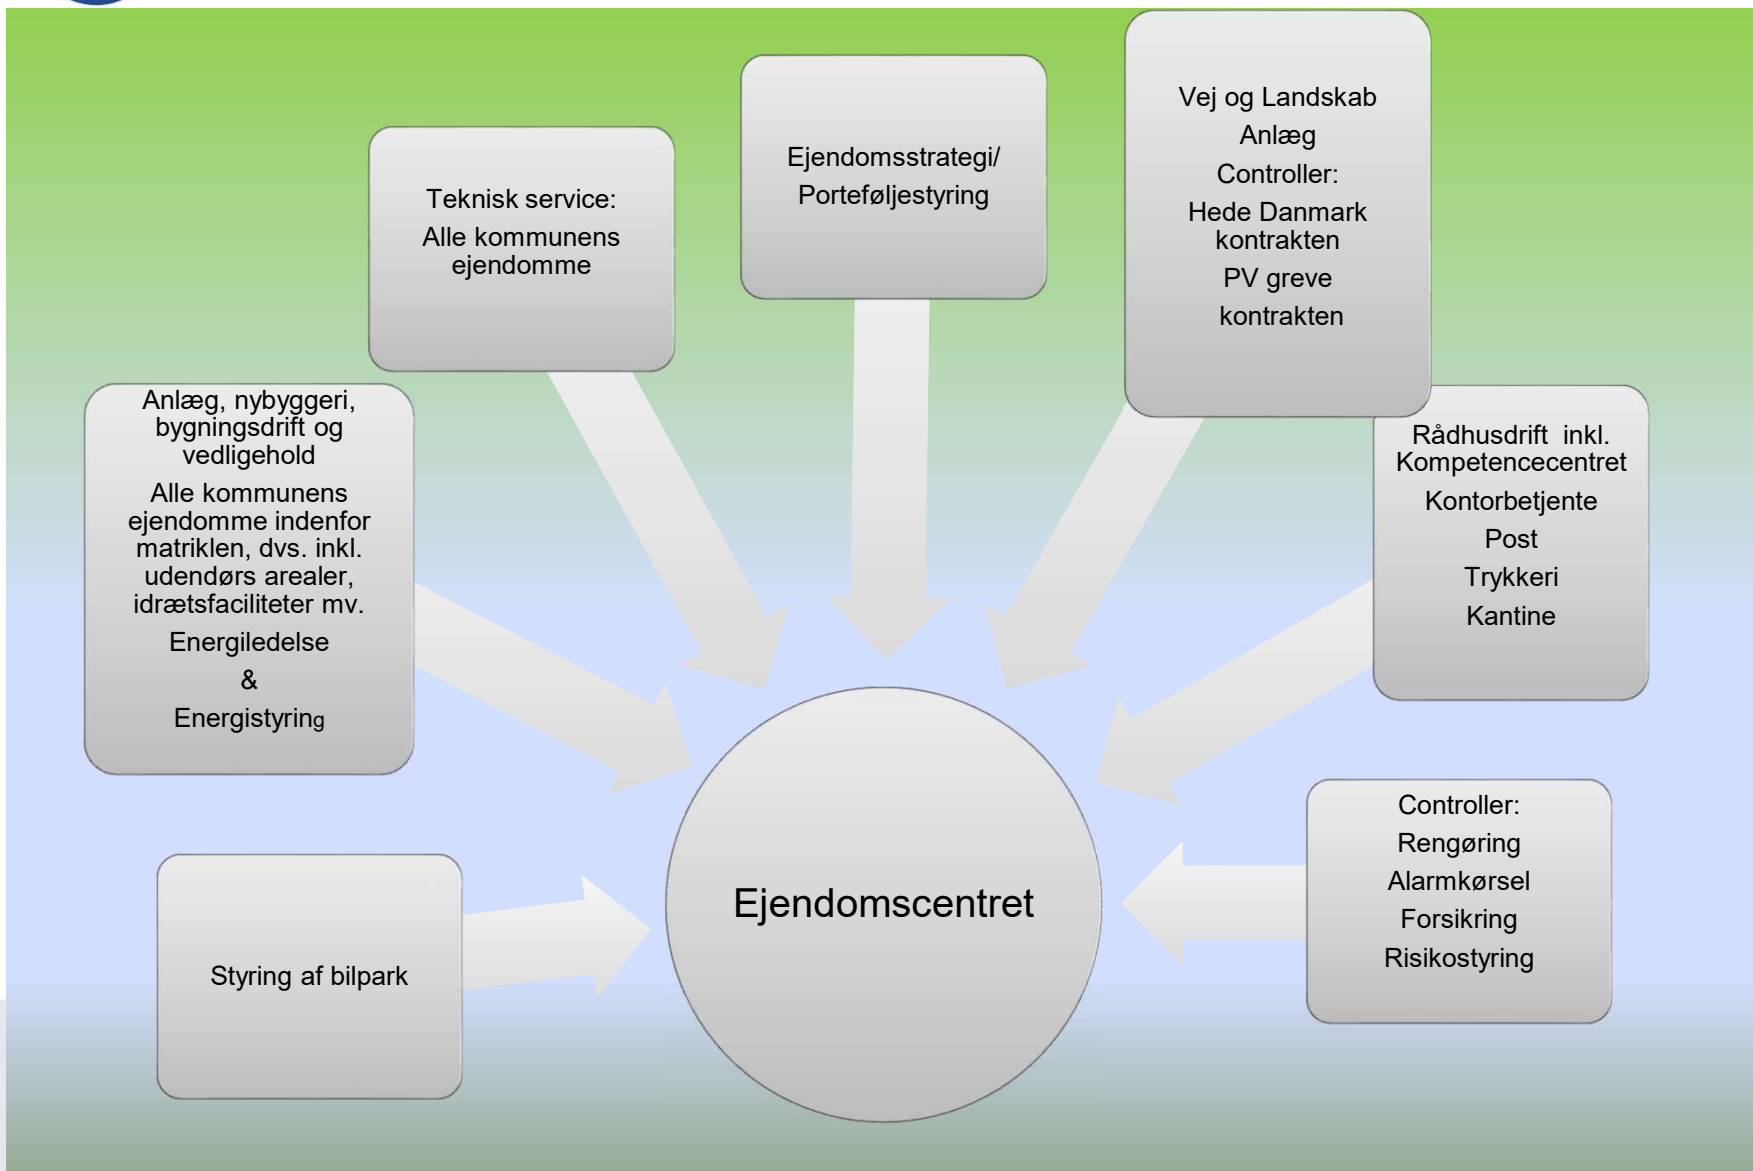 Vej og Landskab
Anlæg
Controller:
Hede Danmark
kontrakten
PV greve
kontrakten
Ejendomsstrategi/
Porteføljestyring
Teknisk service:
Alle kommunens
ejendomme
Anlæg, nybyggeri,
bygningsdrift og
vedligehold
Alle kommunens
ejendomme indenfor
matriklen, dvs. inkl.
udendørs arealer,
idrætsfaciliteter mv.
Energiledelse
&
Energistyring
Rådhusdrift inkl.
Kompetencecentret
Kontorbetjente
Post
Trykkeri
Kantine
Controller:
Rengøring
Alarmkørsel
Forsikring
Risikostyring
Ejendomscentret
Styring af bilpark